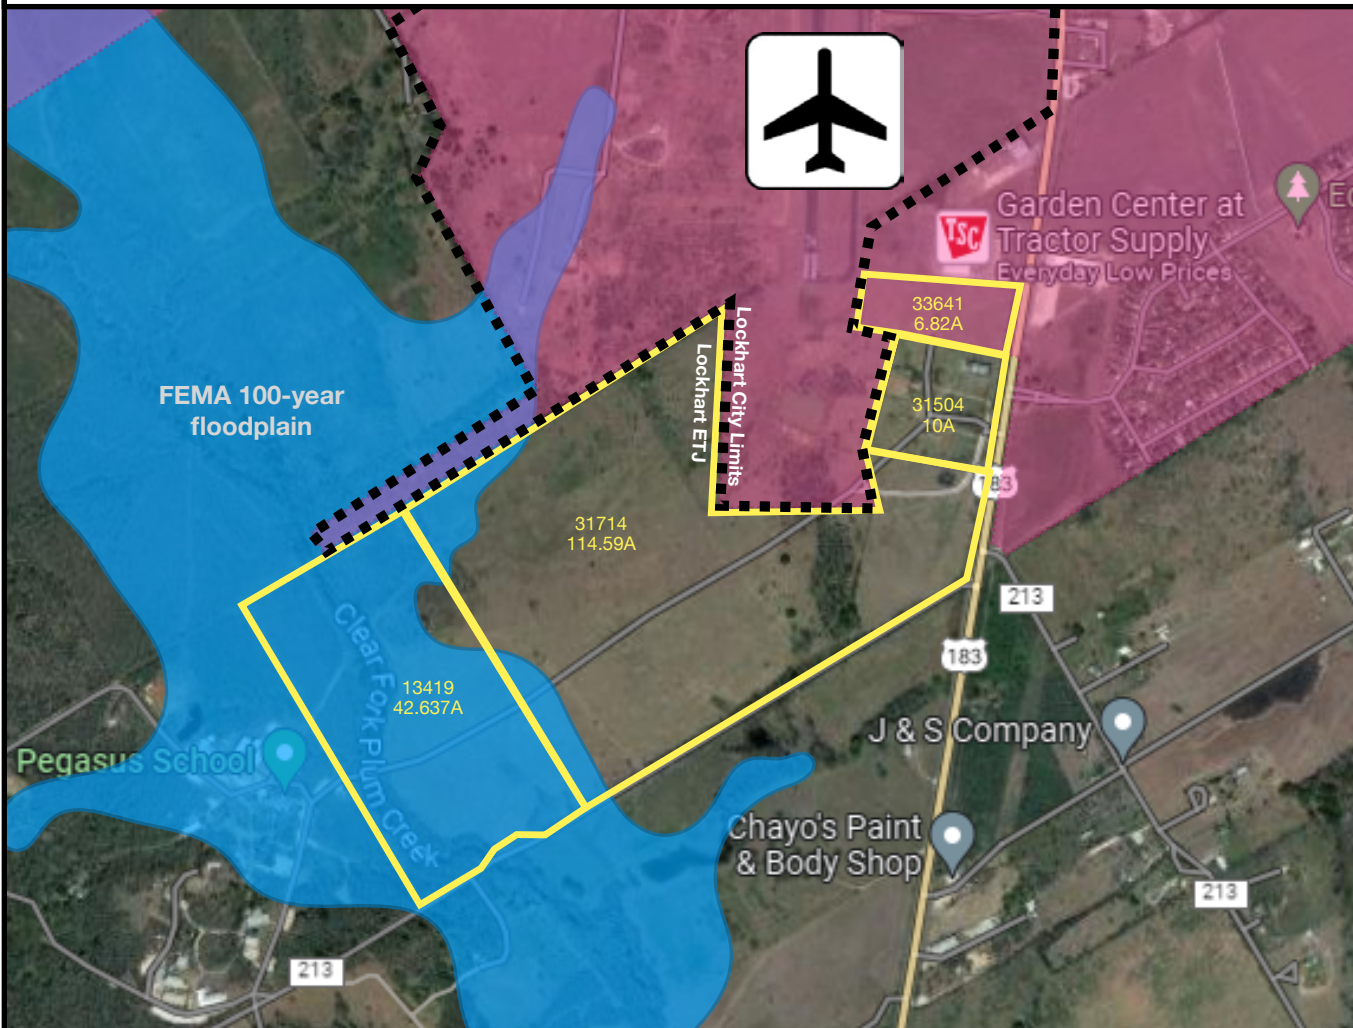 Garden Center at
Tractor Supply
Everyday Low Prices
TSC
33641
6.82A
Lockhart City Limits
Lockhart ETJ
FEMA 100-year
floodplain
31504
10A
183
31714
114.59A
213
183
Clear Fork Plum Creek
13419
42.637A
J & S Company
Pegasus School
Chayo's Paint
& Body Shop
213
213